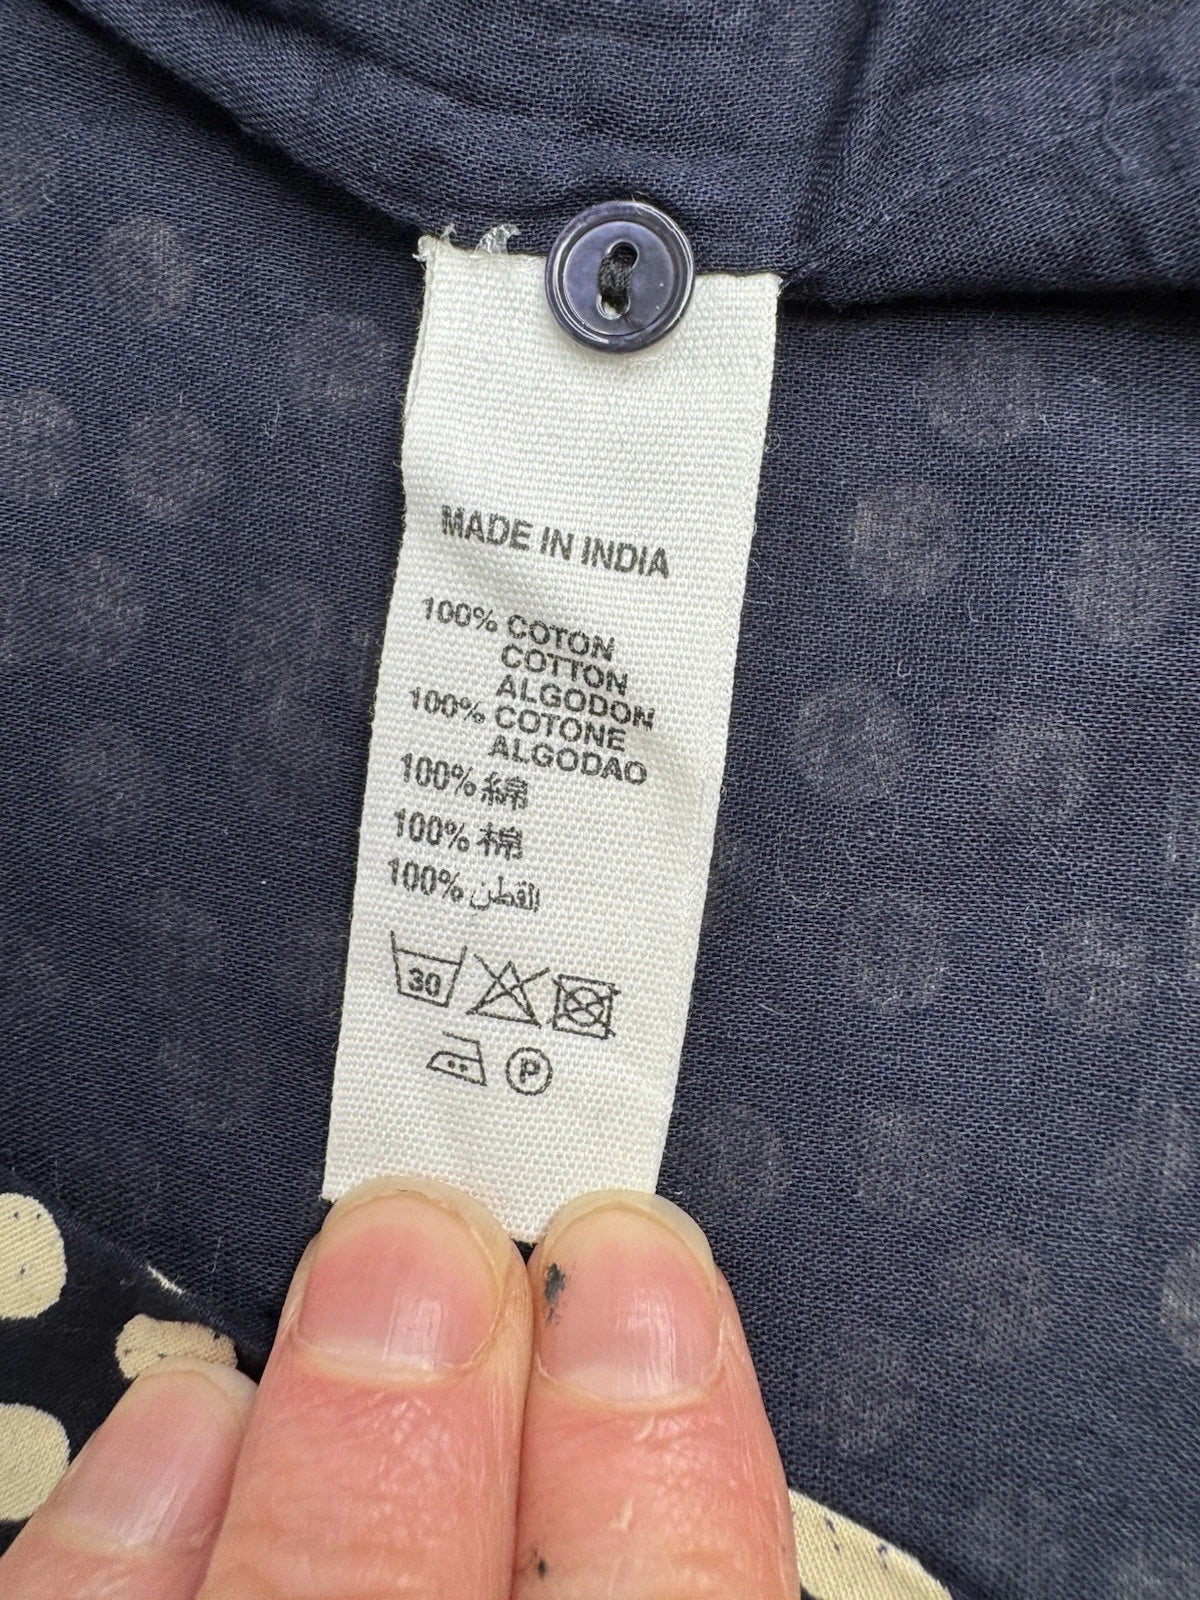 MADE IN INDIA
100% COTON
COTTON
ALGODON
100% COTONE
ALGODAO
100% 綿
100% 棉
100% القطن
30
P